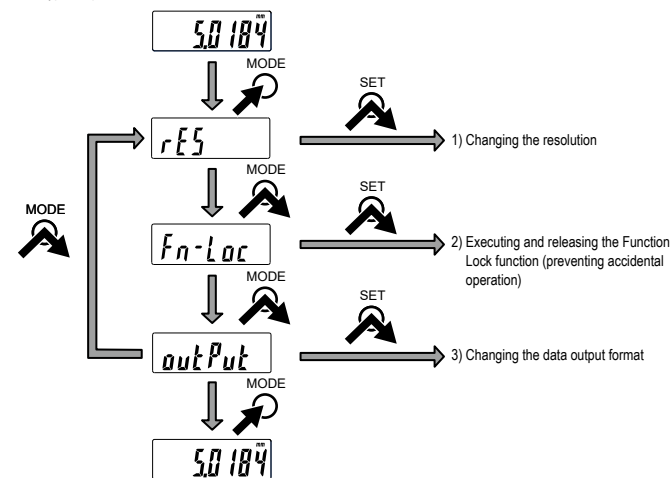 5.0184 mm
MODE
SET
rES
1) Changing the resolution
MODE
SET
MODE
Fn-Loc
2) Executing and releasing the Function
Lock function (preventing accidental
operation)
MODE
SET
outPut
3) Changing the data output format
MODE
5.0184 mm